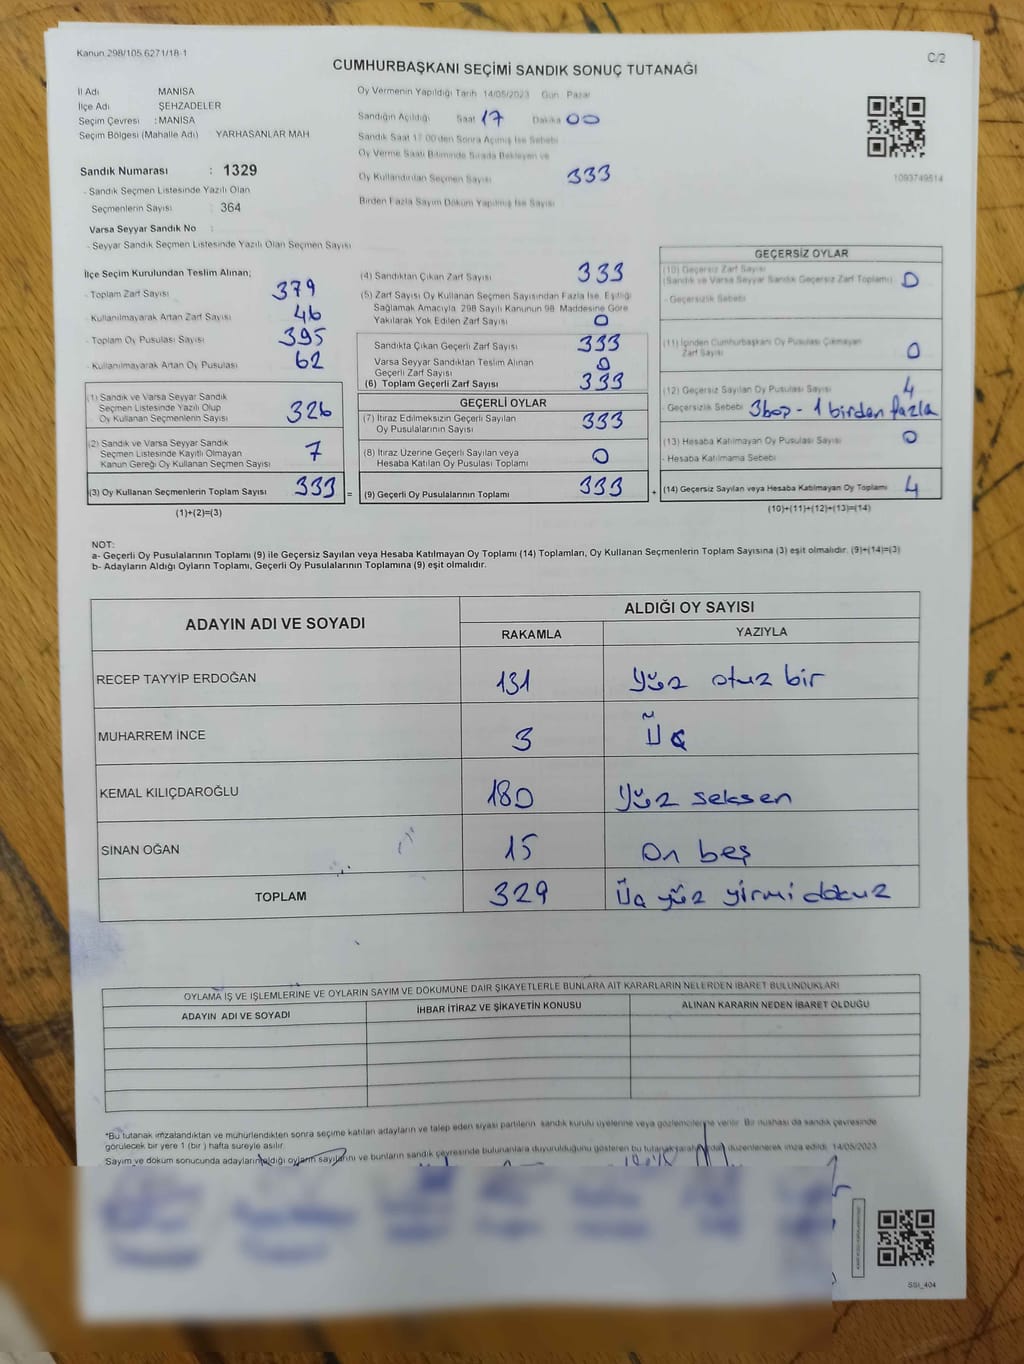 Kanun.298/105.6271/18-1
C/2
CUMHURBAŞKANI SEÇİMİ SANDIK SONUÇ TUTANAĞI
İl Adı MANİSA
İlçe Adı ŞEHZADELER
Seçim Çevresi : MANİSA
Seçim Bölgesi (Mahalle Adı) YARHASANLAR MAH
Sandık Numarası : 1329
- Sandık Seçmen Listesinde Yazılı Olan
Seçmenlerin Sayısı : 364
Varsa Seyyar Sandık No :
- Seyyar Sandık Seçmen Listesinde Yazılı Olan Seçmen Sayısı
Oy Vermenin Yapıldığı Tarih 14/05/2023 Gün Pazar
Sandığın Açıldığı Saat 17 Dakika 00
Sandık Saat 17.00'den Sonra Açılmış İse Sebebi
Oy Verme Saati Bitiminde Sırada Bekleyen ve
Oy Kullandırılan Seçmen Sayısı 333
Birden Fazla Sayım Döküm Yapılmış İse Sayısı
1093749514
İlçe Seçim Kurulundan Teslim Alınan;
- Toplam Zarf Sayısı 379
- Kullanılmayarak Artan Zarf Sayısı 46
- Toplam Oy Pusulası Sayısı 395
- Kullanılmayarak Artan Oy Pusulası 62
(1) Sandık ve Varsa Seyyar Sandık
Seçmen Listesinde Yazılı Olup
Oy Kullanan Seçmenlerin Sayısı 326
(2) Sandık ve Varsa Seyyar Sandık
Seçmen Listesinde Kayıtlı Olmayan
Kanun Gereği Oy Kullanan Seçmen Sayısı 7
(3) Oy Kullanan Seçmenlerin Toplam Sayısı 333 =
(1)+(2)=(3)
(4) Sandıktan Çıkan Zarf Sayısı 333
(5) Zarf Sayısı Oy Kullanan Seçmen Sayısından Fazla İse, Eşitliği
Sağlamak Amacıyla, 298 Sayılı Kanunun 98. Maddesine Göre
Yakılarak Yok Edilen Zarf Sayısı 0
Sandıkta Çıkan Geçerli Zarf Sayısı 333
Varsa Seyyar Sandıktan Teslim Alınan
Geçerli Zarf Sayısı 0
(6) Toplam Geçerli Zarf Sayısı 333
GEÇERLİ OYLAR
(7) İtiraz Edilmeksizin Geçerli Sayılan
Oy Pusulalarının Sayısı 333
(8) İtiraz Üzerine Geçerli Sayılan veya
Hesaba Katılan Oy Pusulası Toplamı 0
(9) Geçerli Oy Pusulalarının Toplamı 333 +
GEÇERSİZ OYLAR
(10) Geçersiz Zarf Sayısı
(Sandık ve Varsa Seyyar Sandık Geçersiz Zarf Toplamı) 0
- Geçersizlik Sebebi
(11) İçinden Cumhurbaşkanı Oy Pusulası Çıkmayan
Zarf Sayısı 0
(12) Geçersiz Sayılan Oy Pusulası Sayısı 4
- Geçersizlik Sebebi 3boş - 1 birden fazla
(13) Hesaba Katılmayan Oy Pusulası Sayısı 0
- Hesaba Katılmama Sebebi
(14) Geçersiz Sayılan veya Hesaba Katılmayan Oy Toplamı 4
(10)+(11)+(12)+(13)=(14)
NOT:
a- Geçerli Oy Pusulalarının Toplamı (9) ile Geçersiz Sayılan veya Hesaba Katılmayan Oy Toplamı (14) Toplamları, Oy Kullanan Seçmenlerin Toplam Sayısına (3) eşit olmalıdır. (9)+(14)=(3)
b- Adayların Aldığı Oyların Toplamı, Geçerli Oy Pusulalarının Toplamına (9) eşit olmalıdır.
ADAYIN ADI VE SOYADI ALDIĞI OY SAYISI
RAKAMLA YAZIYLA
RECEP TAYYİP ERDOĞAN 131 Yüz otuz bir
MUHARREM İNCE 3 Üç
KEMAL KILIÇDAROĞLU 180 Yüz seksen
SİNAN OĞAN 15 On beş
TOPLAM 329 Üç yüz yirmi dokuz
OYLAMA İŞ VE İŞLEMLERİNE VE OYLARIN SAYIM VE DÖKÜMÜNE DAİR ŞİKAYETLERLE BUNLARA AİT KARARLARIN NELERDEN İBARET BULUNDUKLARI
ADAYIN ADI VE SOYADI İHBAR İTİRAZ VE ŞİKAYETİN KONUSU ALINAN KARARIN NEDEN İBARET OLDUĞU
*Bu tutanak imzalandıktan ve mühürlendikten sonra seçime katılan adayların ve talep eden siyasi partilerin sandık kurulu üyelerine veya gözlemcilerine verilir. Bir nüshası da sandık çevresinde
görülecek bir yere 1 (bir) hafta süreyle asılır.
Sayım ve döküm sonucunda adayların aldığı oyların sayılarını ve bunların sandık çevresinde bulunanlara duyurulduğunu gösteren bu tutanak düzenlenerek imza edildi. 14/05/2023
SSI_404